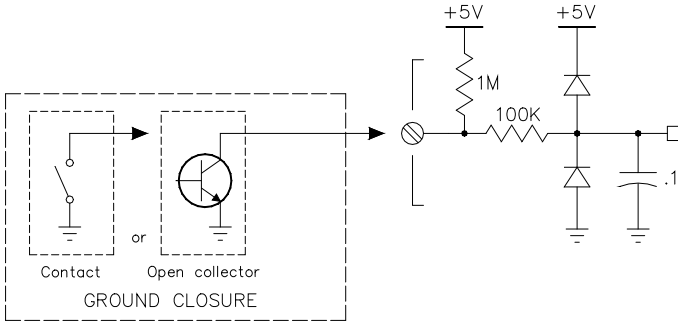 +5V
+5V
1M
100K
.1
or
Contact
Open collector
GROUND CLOSURE